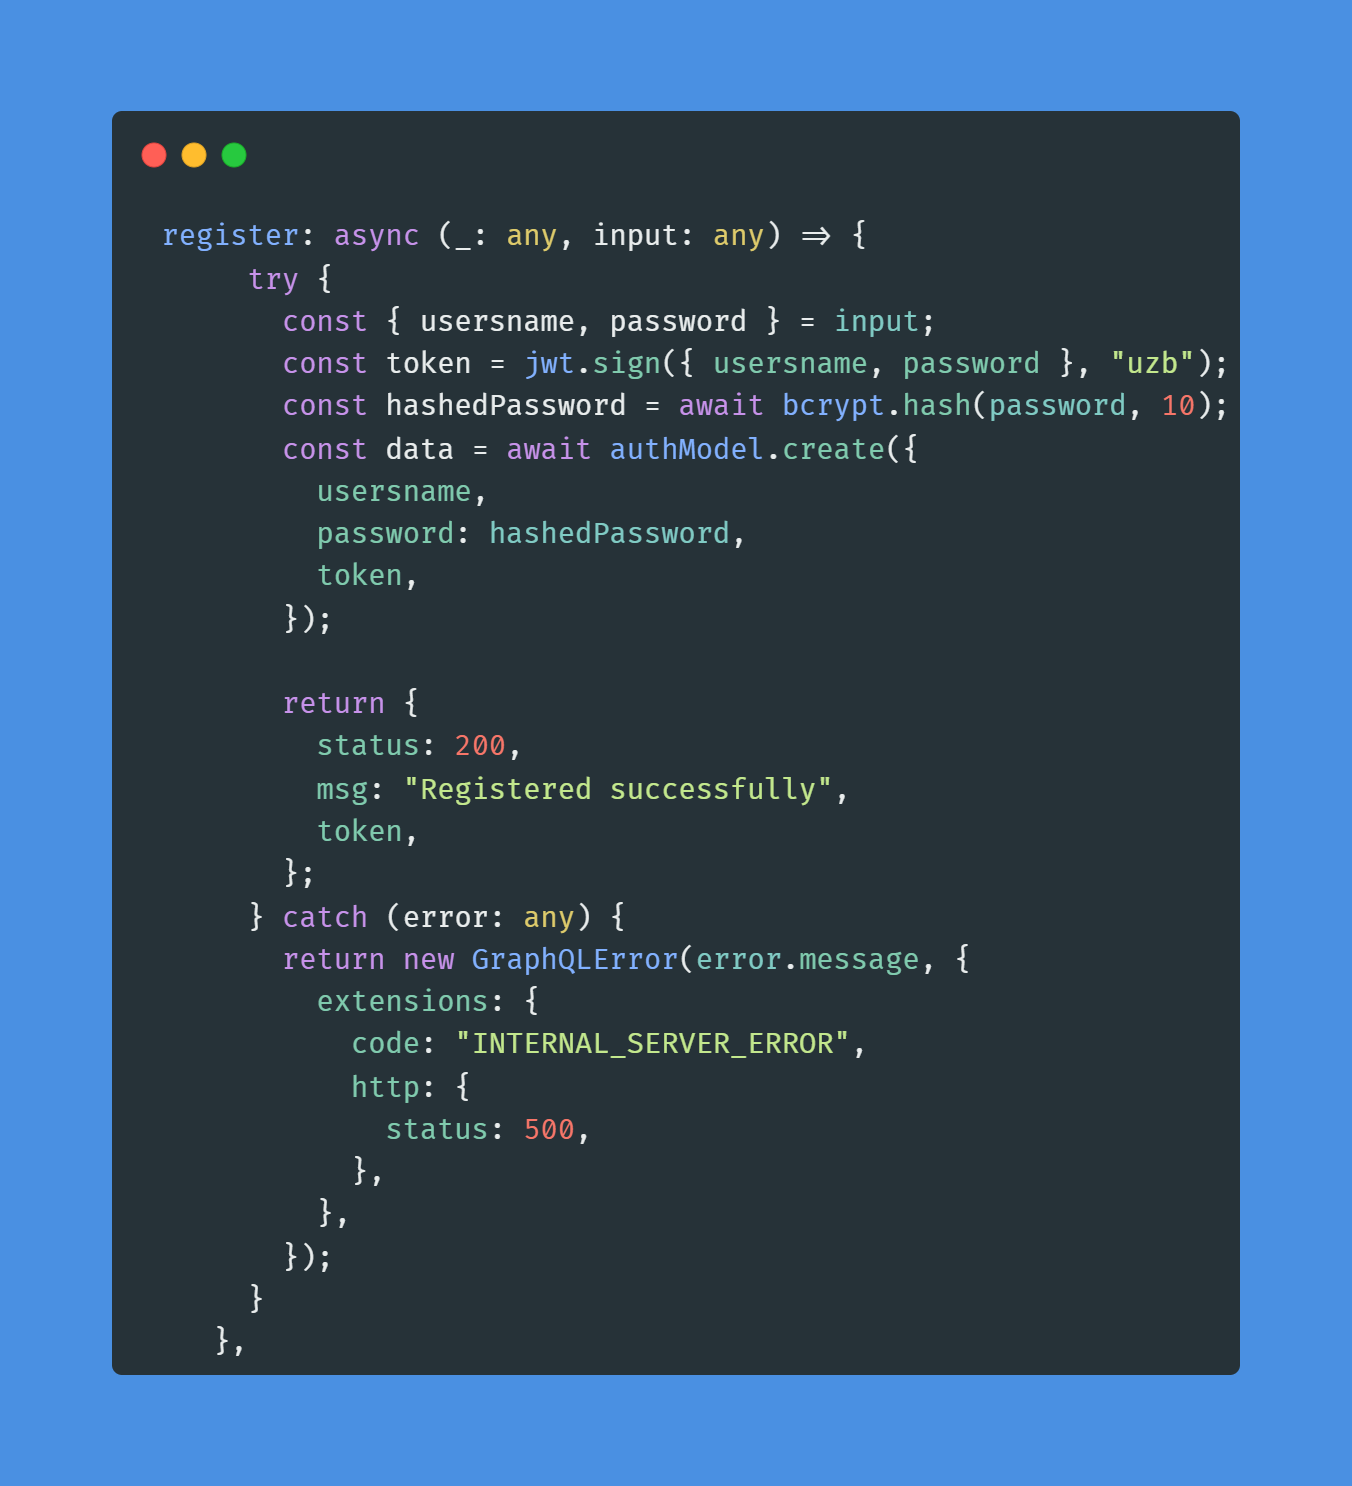 register: async (_: any, input: any) => {
try {
const { usersname, password } = input;
const token = jwt.sign({ usersname, password }, "uzb");
const hashedPassword = await bcrypt.hash(password, 10);
const data = await authModel.create({
usersname,
password: hashedPassword,
token,
});
return {
status: 200,
msg: "Registered successfully",
token,
};
} catch (error: any) {
return new GraphQLError(error.message, {
extensions: {
code: "INTERNAL_SERVER_ERROR",
http: {
status: 500,
},
},
});
}
},